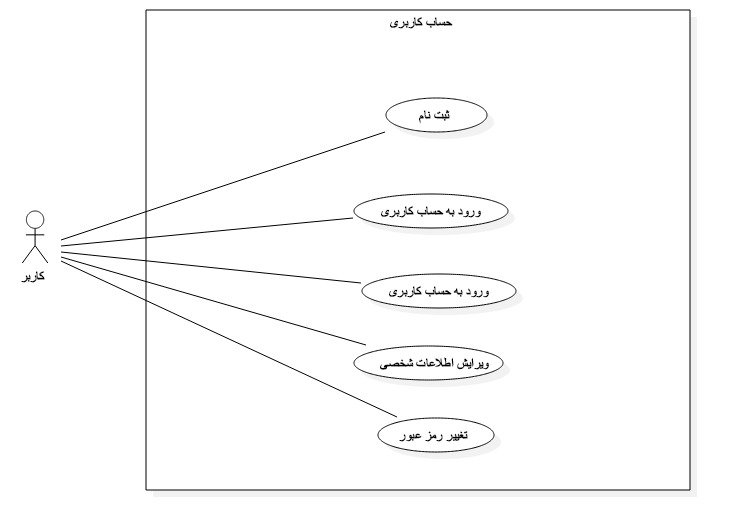 حساب کاربری
ثبت نام
ورود به حساب کاربری
ورود به حساب کاربری
ویرایش اطلاعات شخصی
تغییر رمز عبور
کاربر